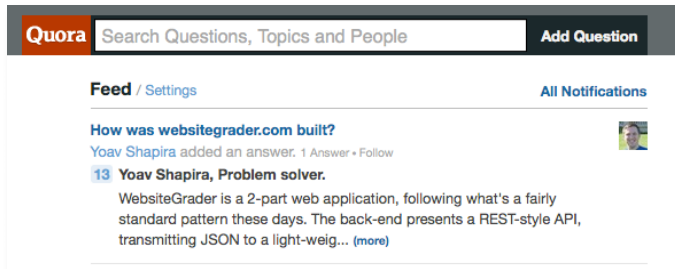 Quora Search Questions, Topics and People Add Question
Feed / Settings All Notifications
How was websitegrader.com built?
Yoav Shapira added an answer. 1 Answer • Follow
13 Yoav Shapira, Problem solver.
WebsiteGrader is a 2-part web application, following what's a fairly
standard pattern these days. The back-end presents a REST-style API,
transmitting JSON to a light-weig... (more)